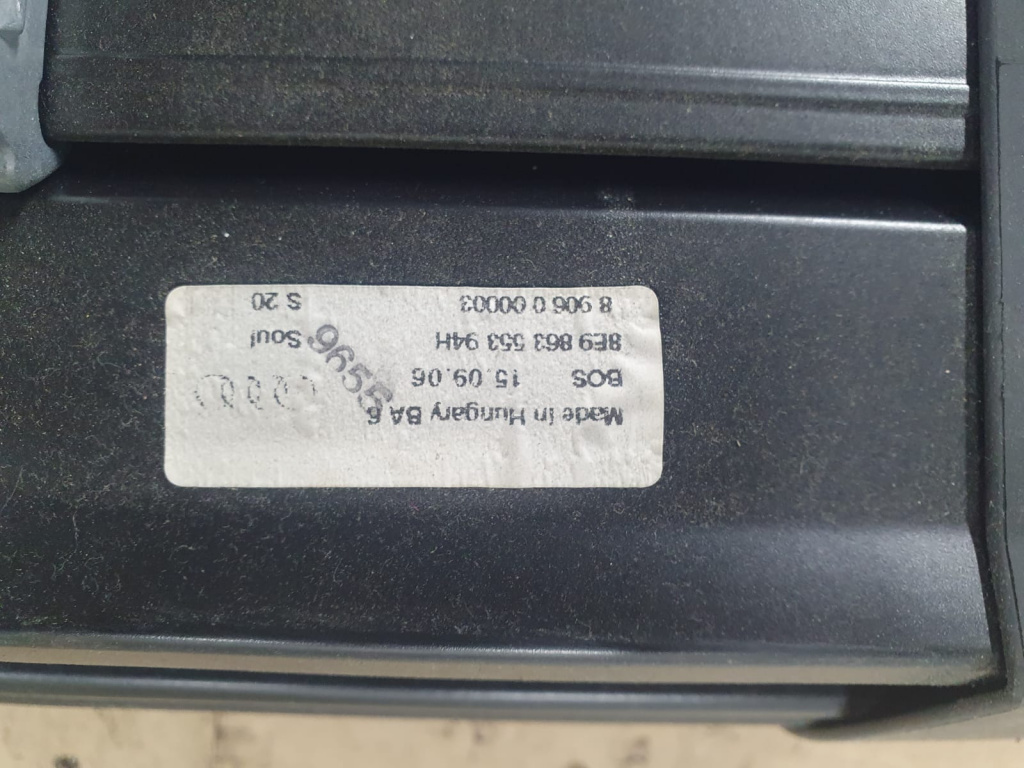 Made in Hungary BA 6
BOS 15.09.06
8E9 863 553 94H Soul
8 906 0 00003 S 20